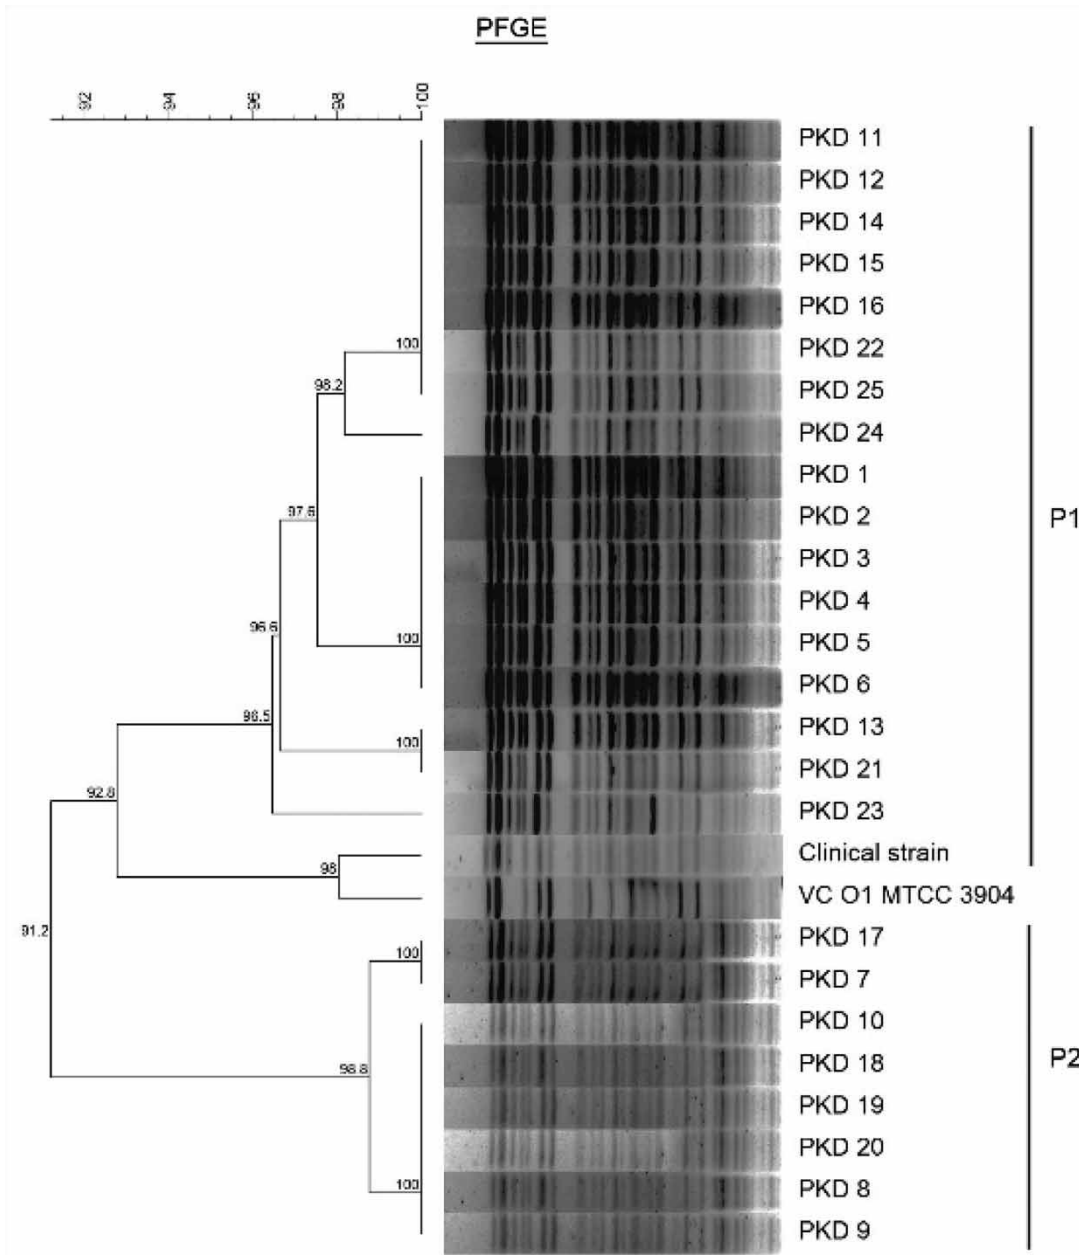 PFGE
92 94 96 98 100
PKD 11
PKD 12
PKD 14
PKD 15
PKD 16
100 PKD 22
98.2 PKD 25
PKD 24
PKD 1
97.6 PKD 2
P1
PKD 3
PKD 4
96.6 100 PKD 5
PKD 6
96.5 PKD 13
100 PKD 21
92.8 PKD 23
Clinical strain
98 VC O1 MTCC 3904
91.2 PKD 17
100 PKD 7
PKD 10
98.8 PKD 18
P2
PKD 19
PKD 20
100 PKD 8
PKD 9